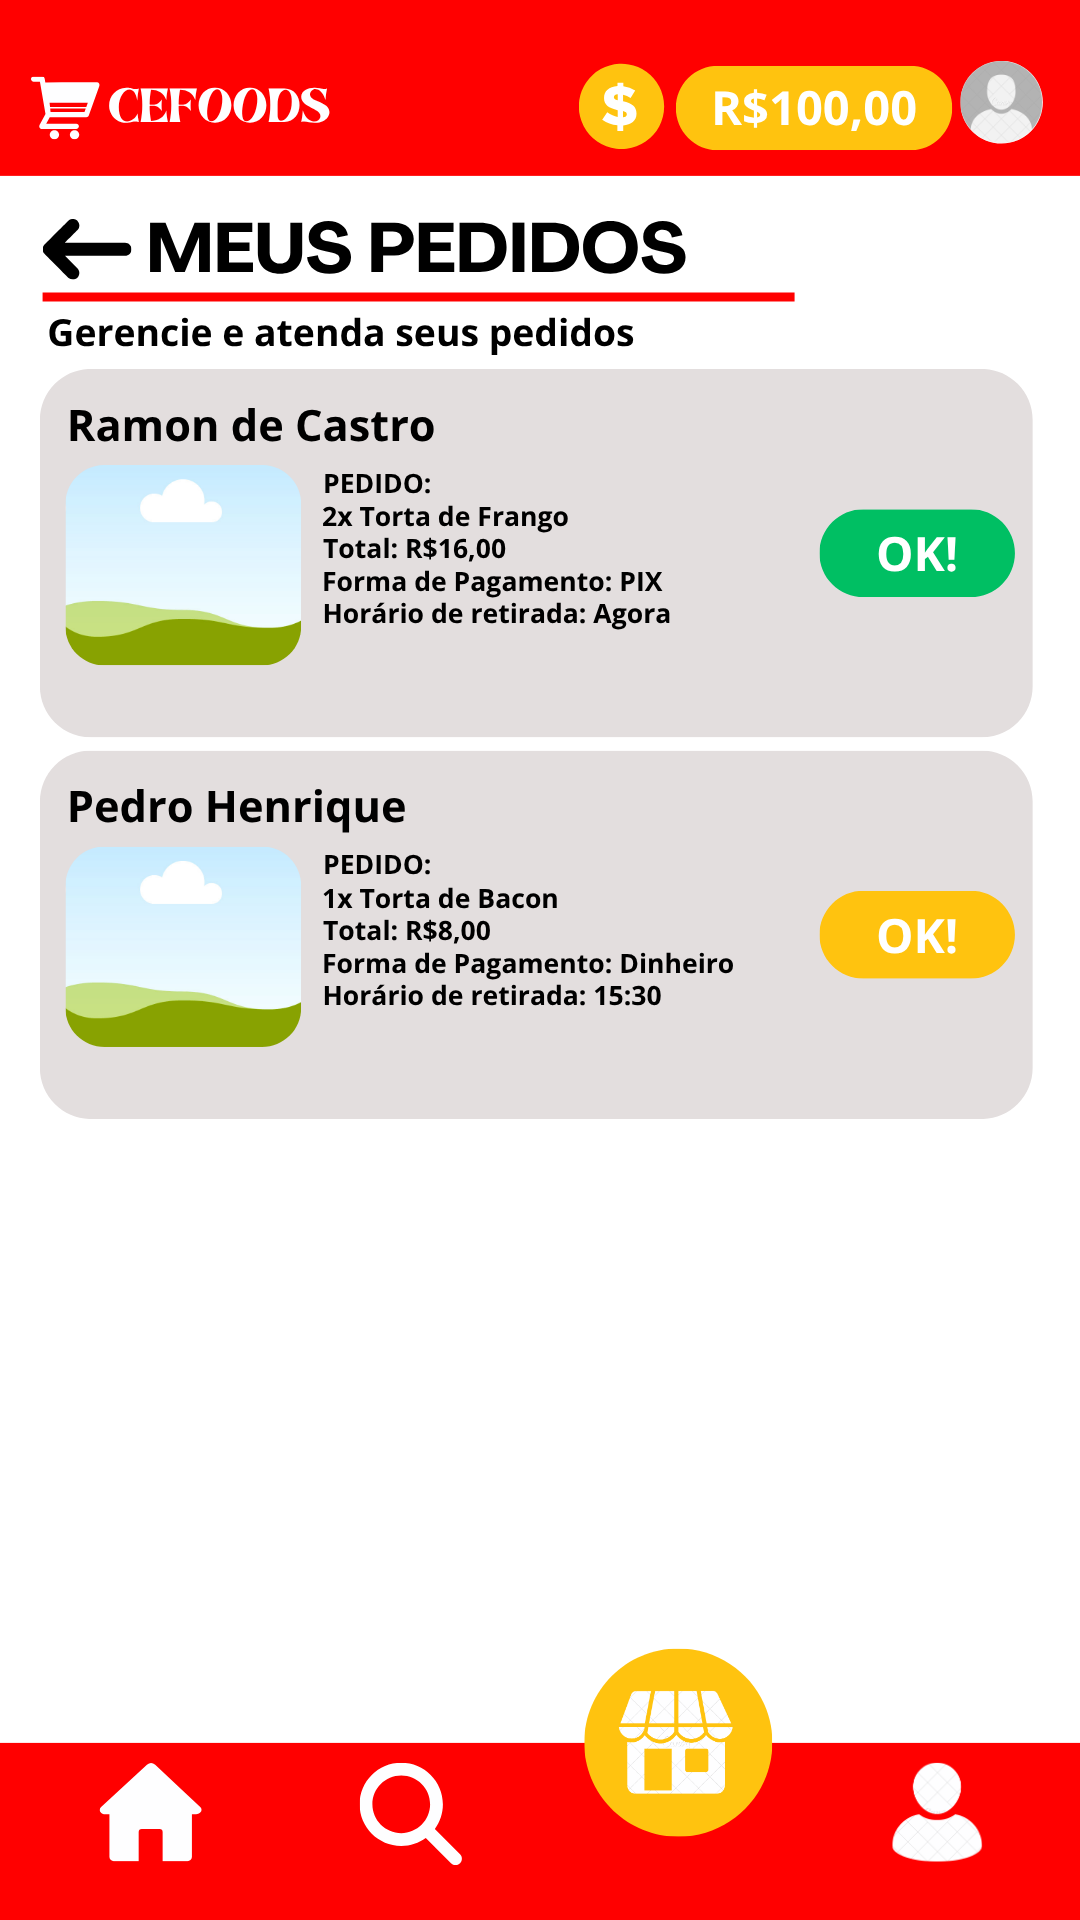 CEFOODS
$ R$100,00
MEUS PEDIDOS
Gerencie e atenda seus pedidos
Ramon de Castro
PEDIDO:
2x Torta de Frango
Total: R$16,00
Forma de Pagamento: PIX
Horário de retirada: Agora
OK!
Pedro Henrique
PEDIDO:
1x Torta de Bacon
Total: R$8,00
Forma de Pagamento: Dinheiro
Horário de retirada: 15:30
OK!